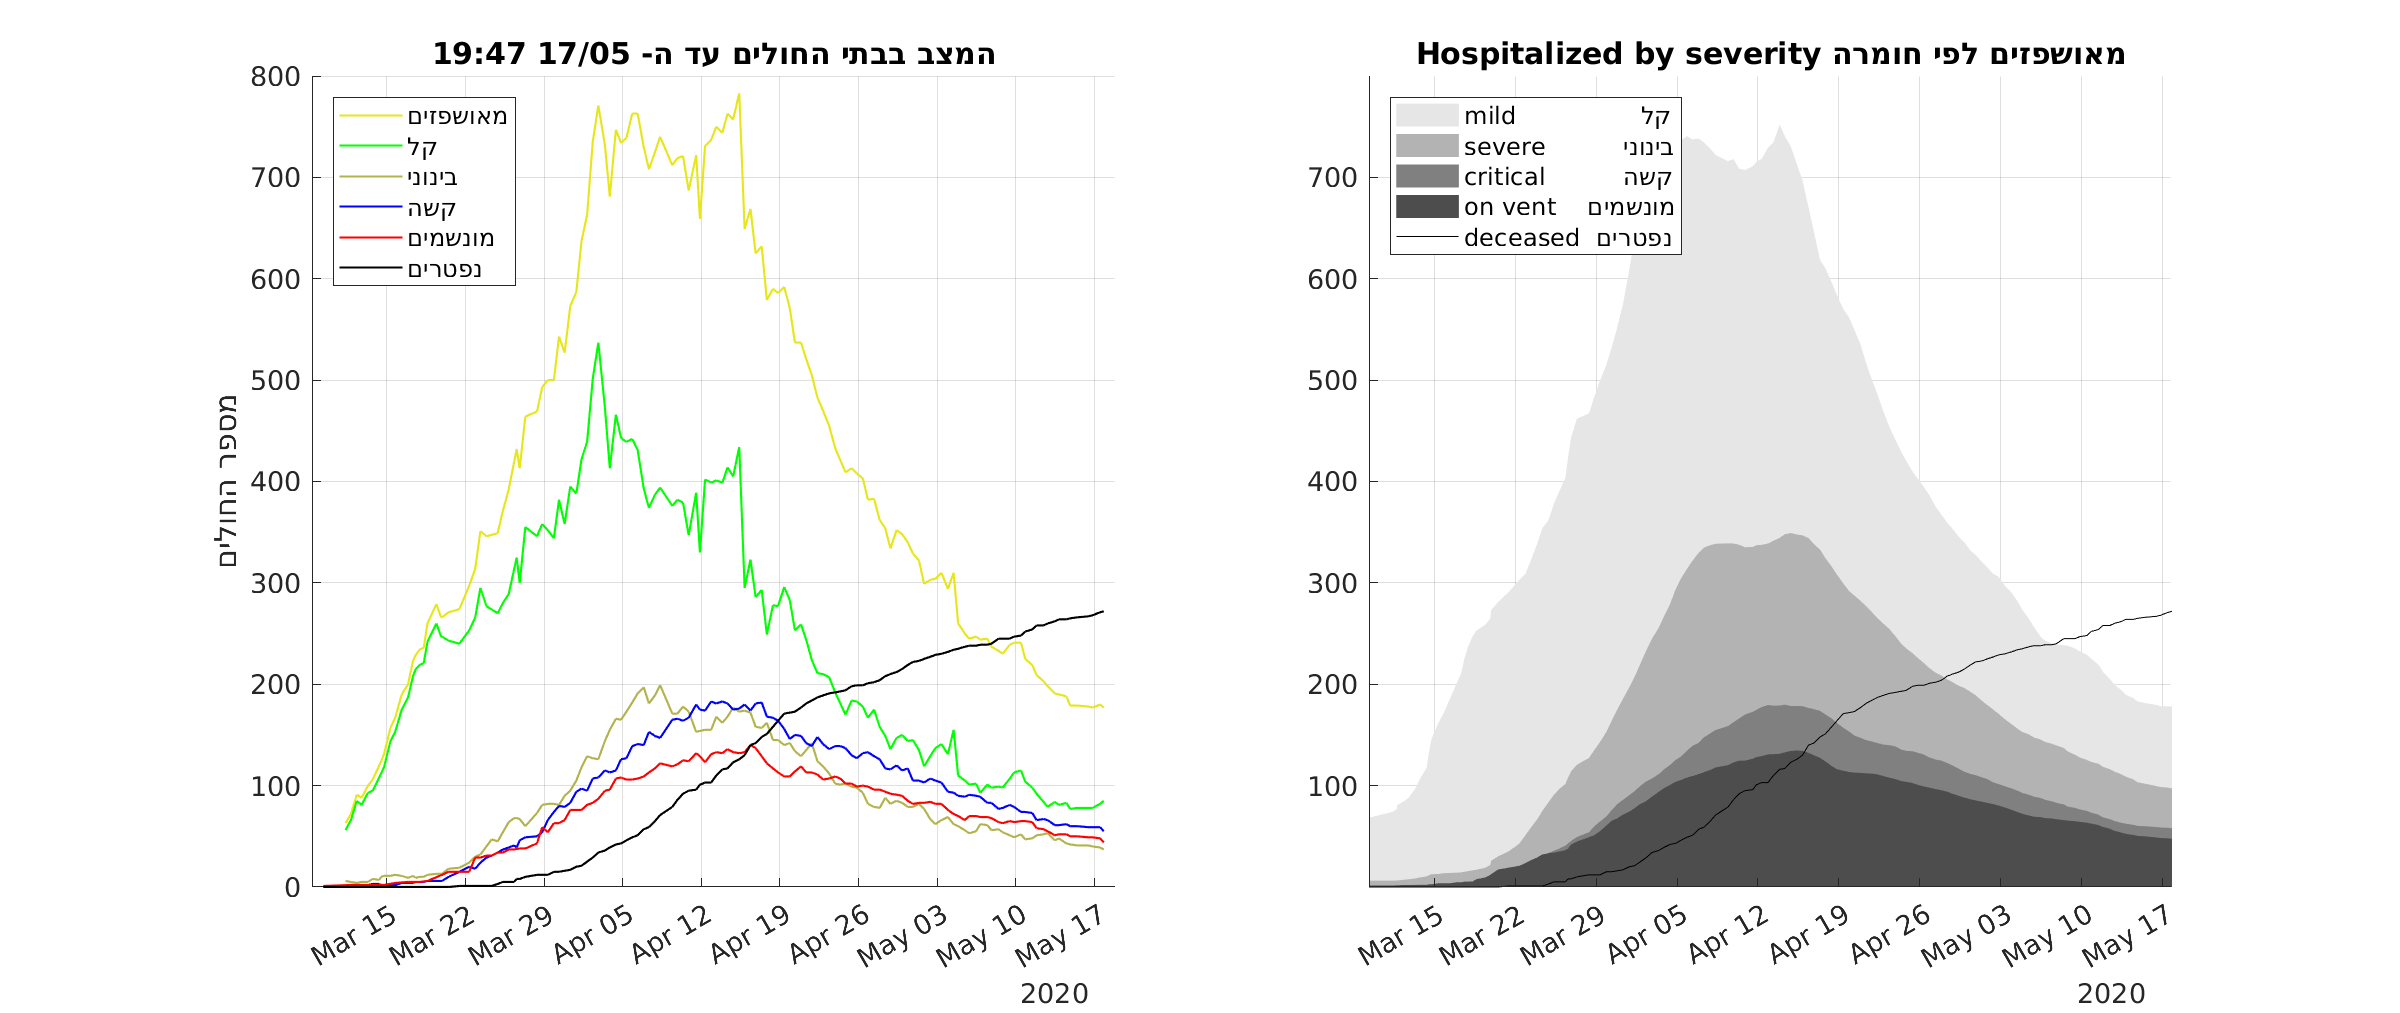 המצב בבתי החולים עד ה- 17/05 19:47
מספר החולים
800
700
600
500
400
300
200
100
0
מאושפזים
קל
בינוני
קשה
מונשמים
נפטרים
Mar 15
Mar 22
Mar 29
Apr 05
Apr 12
Apr 19
Apr 26
May 03
May 10
May 17
2020
מאושפזים לפי חומרה Hospitalized by severity
700
600
500
400
300
200
100
mild קל
severe בינוני
critical קשה
on vent מונשמים
deceased נפטרים
Mar 15
Mar 22
Mar 29
Apr 05
Apr 12
Apr 19
Apr 26
May 03
May 10
May 17
2020